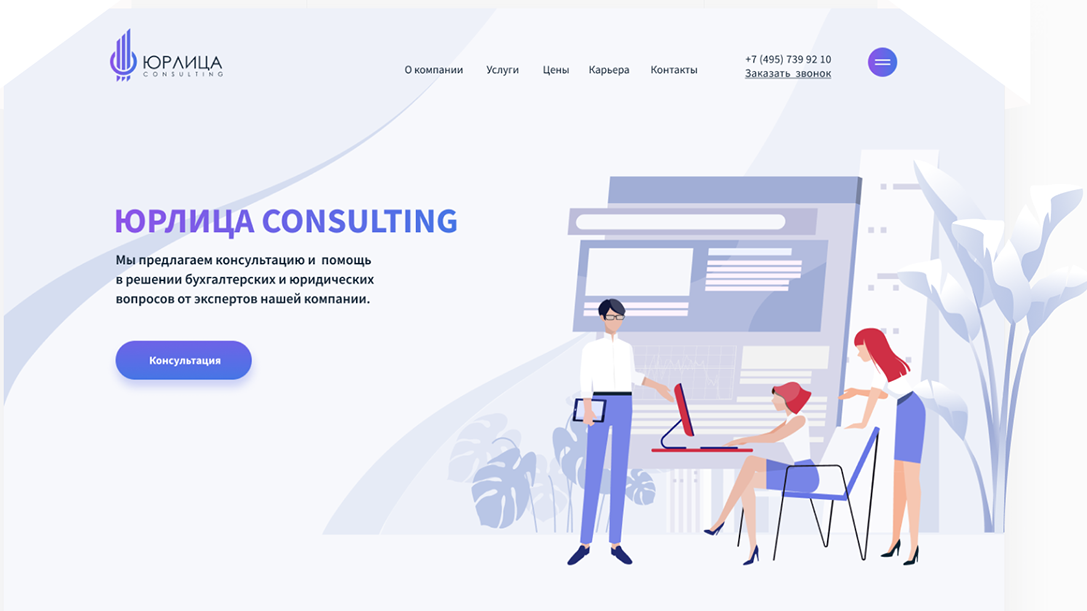 ЮРЛИЦА
CONSULTING
О компании Услуги Цены Карьера Контакты
+7 (495) 739 92 10
Заказать звонок
ЮРЛИЦА CONSULTING
Мы предлагаем консультацию и помощь
в решении бухгалтерских и юридических
вопросов от экспертов нашей компании.
Консультация